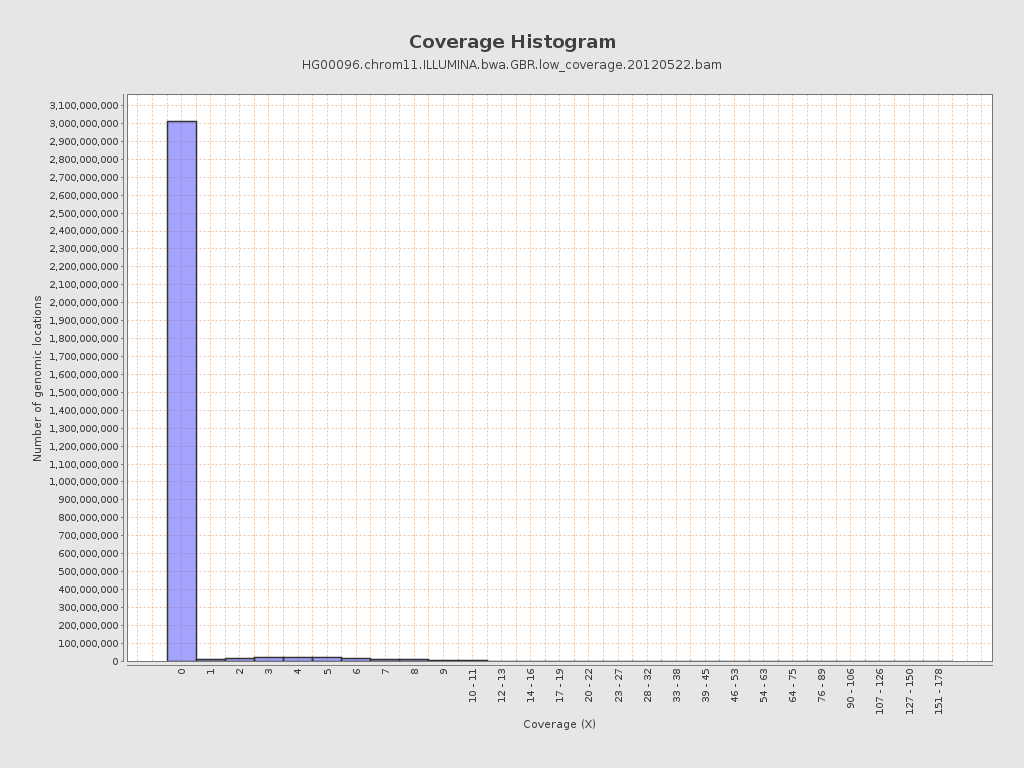 Coverage Histogram
HG00096.chrom11.ILLUMINA.bwa.GBR.low_coverage.20120522.bam
3,100,000,000
3,000,000,000
2,900,000,000
2,800,000,000
2,700,000,000
2,600,000,000
2,500,000,000
2,400,000,000
2,300,000,000
2,200,000,000
2,100,000,000
2,000,000,000
1,900,000,000
1,800,000,000
1,700,000,000
1,600,000,000
1,500,000,000
1,400,000,000
1,300,000,000
1,200,000,000
1,100,000,000
1,000,000,000
900,000,000
800,000,000
700,000,000
600,000,000
500,000,000
400,000,000
300,000,000
200,000,000
100,000,000
0
Number of genomic locations
0
1
2
3
4
5
6
7
8
9
10 - 11
12 - 13
14 - 16
17 - 19
20 - 22
23 - 27
28 - 32
33 - 38
39 - 45
46 - 53
54 - 63
64 - 75
76 - 89
90 - 106
107 - 126
127 - 150
151 - 178
Coverage (X)